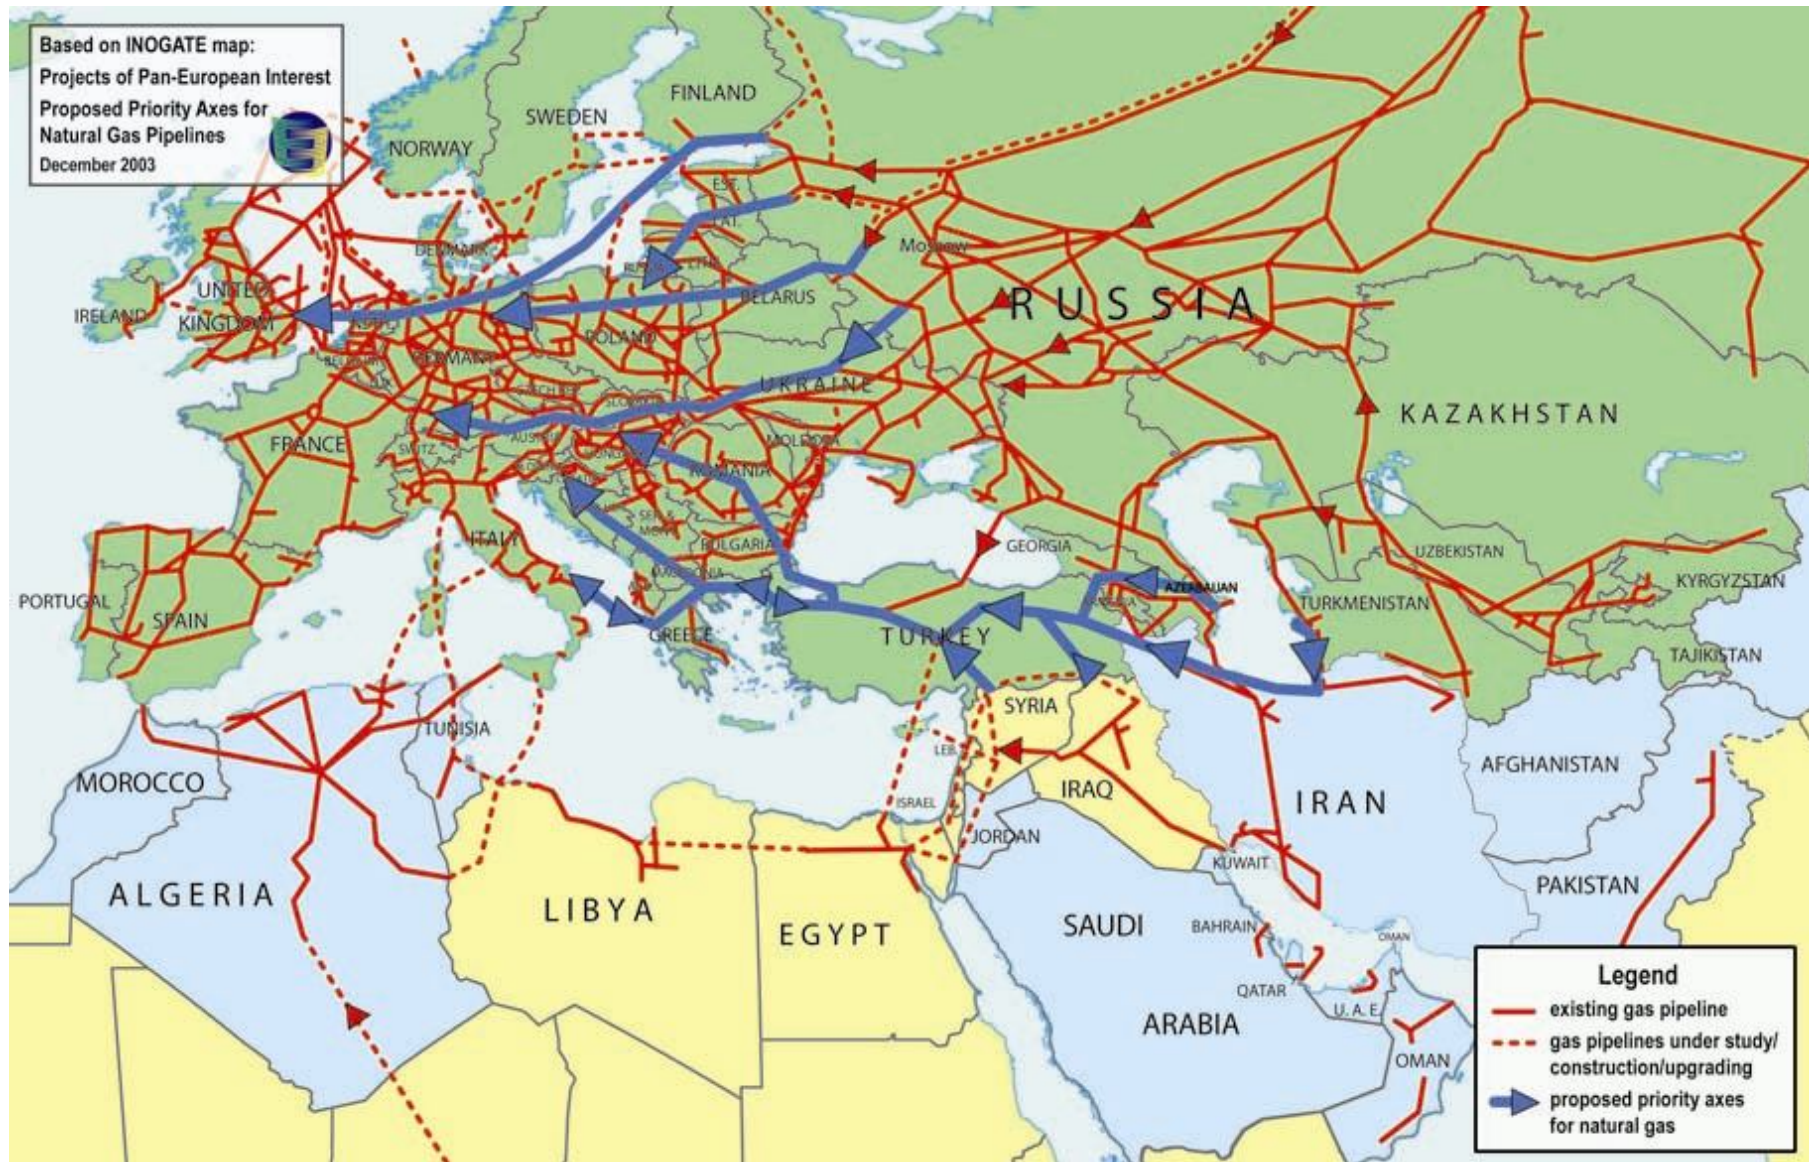 Based on INOGATE map:
Projects of Pan-European Interest
Proposed Priority Axes for
Natural Gas Pipelines
December 2003
FINLAND
SWEDEN
NORWAY
EST.
LAT.
LITH.
DENMARK
Moscow
RUSSIA
UNITED
KINGDOM
IRELAND
BELARUS
POLAND
GERMANY
UKRAINE
KAZAKHSTAN
FRANCE
SWITZ.
MOLDOVA
ROMANIA
ITALY
BULGARIA
GEORGIA
UZBEKISTAN
KYRGYZSTAN
MACEDONIA
AZERBAIJAN
PORTUGAL
SPAIN
TURKMENISTAN
GREECE
TURKEY
TAJIKISTAN
SYRIA
TUNISIA
LEB.
MOROCCO
IRAQ
AFGHANISTAN
ISRAEL
IRAN
JORDAN
KUWAIT
PAKISTAN
ALGERIA
LIBYA
EGYPT
SAUDI
ARABIA
BAHRAIN
OMAN
QATAR
U. A. E.
OMAN
Legend
existing gas pipeline
gas pipelines under study/
construction/upgrading
proposed priority axes
for natural gas